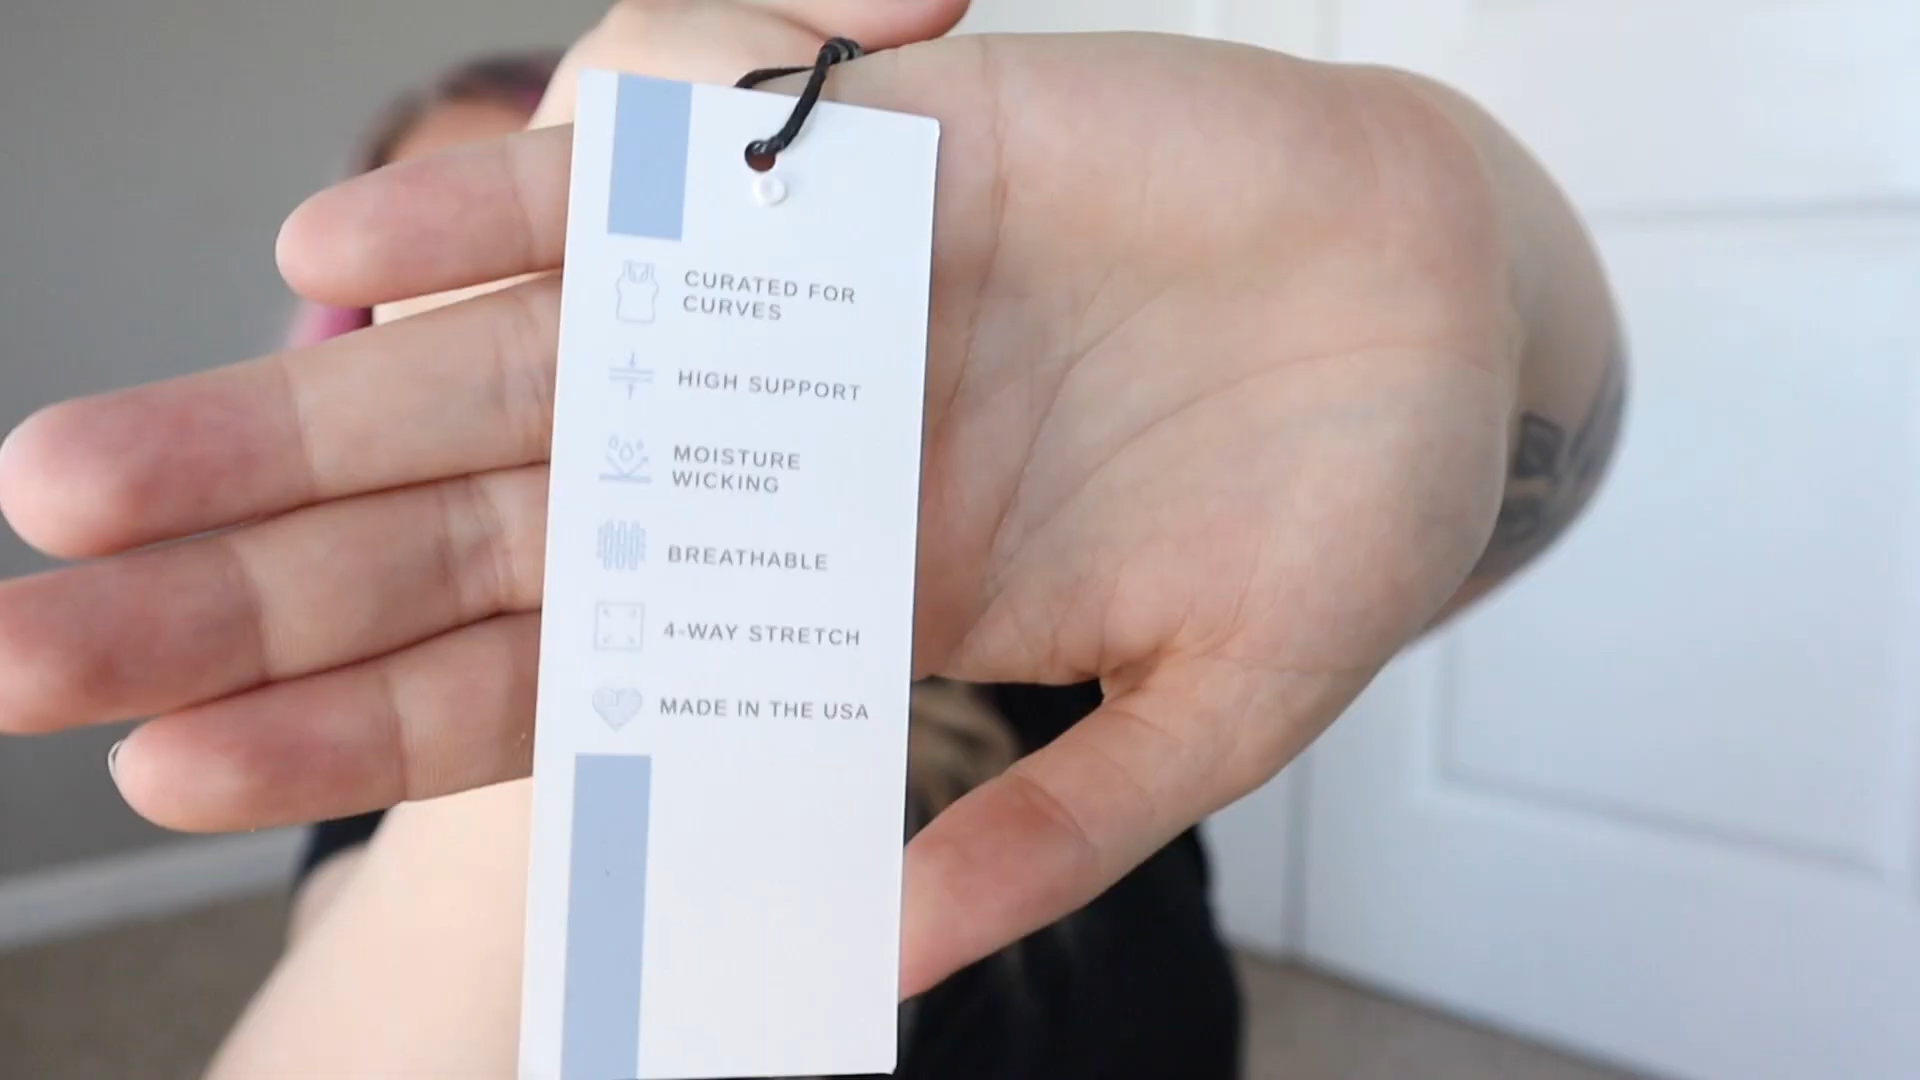 CURATED FOR
CURVES
HIGH SUPPORT
MOISTURE
WICKING
BREATHABLE
4-WAY STRETCH
MADE IN THE USA